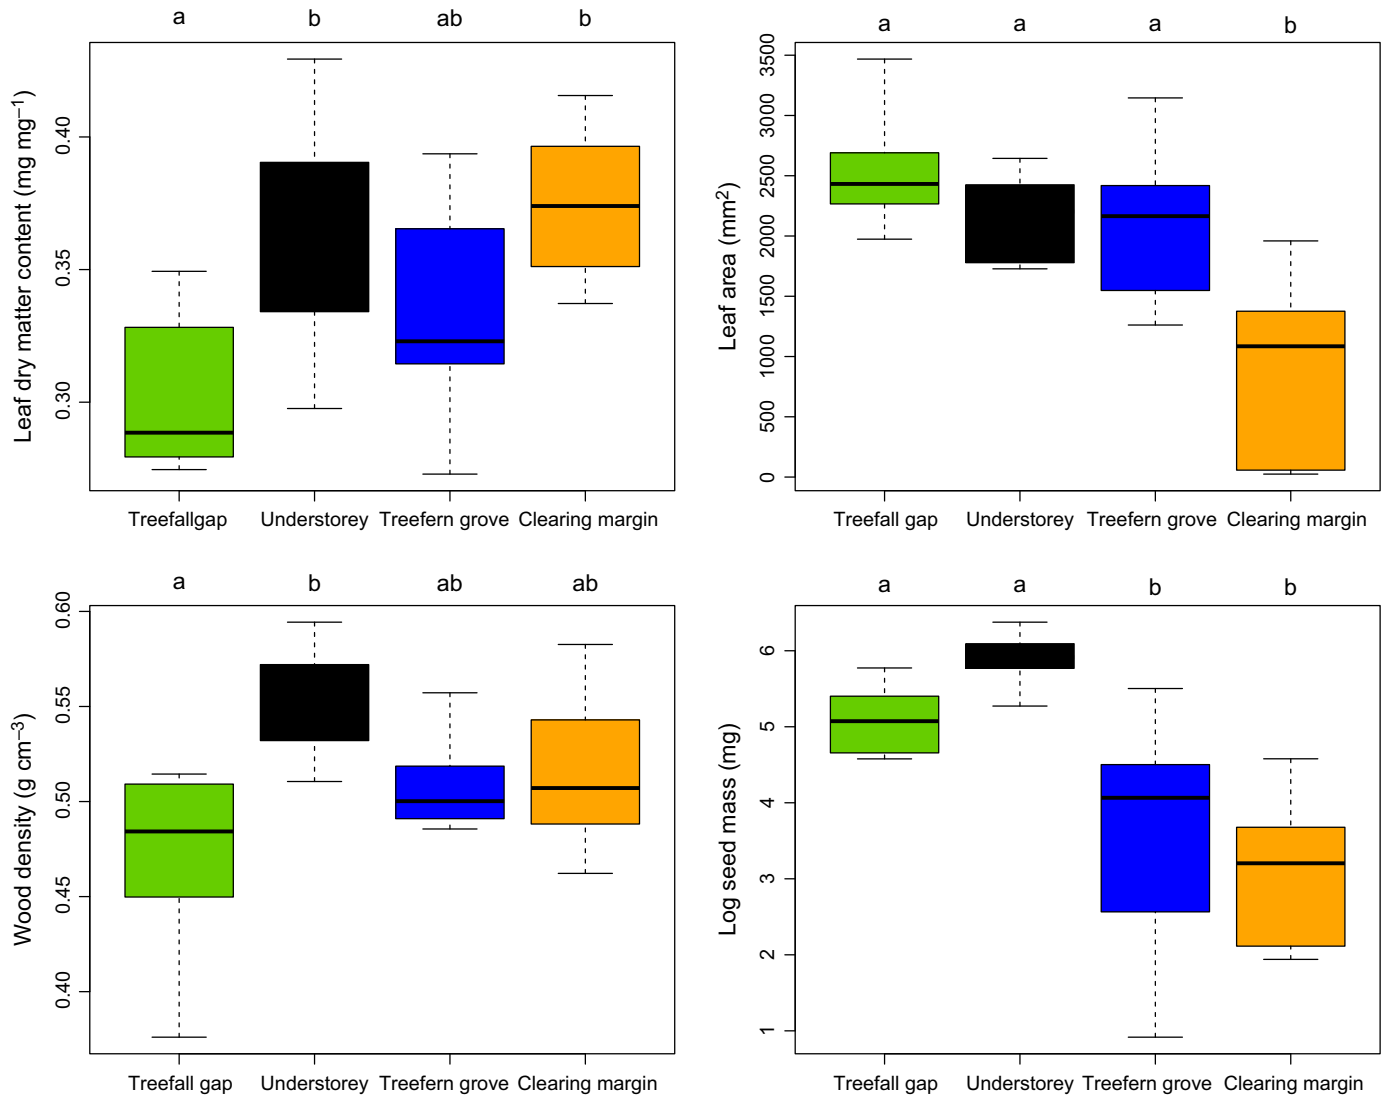 a b ab b
Leaf dry matter content (mg mg⁻¹)
0.40
0.35
0.30
Treefallgap Understorey Treefern grove Clearing margin
a a a b
Leaf area (mm²)
3500
3000
2500
2000
1500
1000
500
0
Treefall gap Understorey Treefern grove Clearing margin
a b ab ab
Wood density (g cm⁻³)
0.60
0.55
0.50
0.45
0.40
Treefall gap Understorey Treefern grove Clearing margin
a a b b
Log seed mass (mg)
6
5
4
3
2
1
Treefall gap Understorey Treefern grove Clearing margin